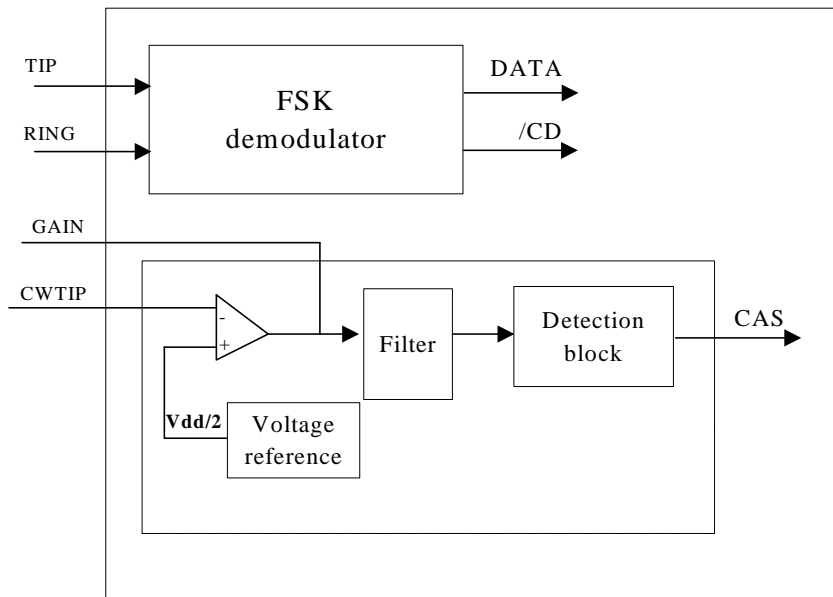 TIP
RING
FSK
demodulator
DATA
/CD
GAIN
CWTIP
-
+
Vdd/2
Voltage
reference
Filter
Detection
block
CAS